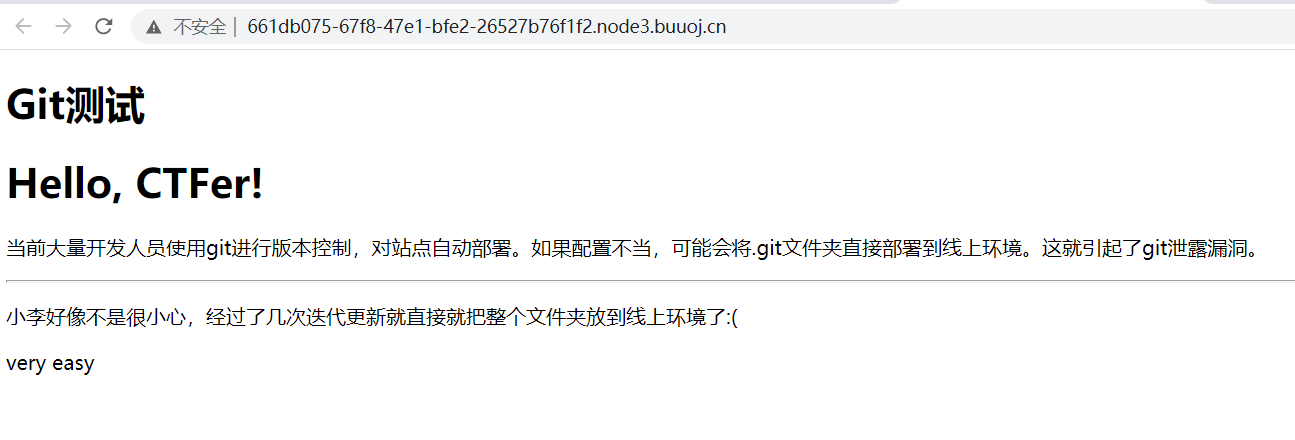 不安全 | 661db075-67f8-47e1-bfe2-26527b76f1f2.node3.buuoj.cn
Git测试
Hello, CTFer!
当前大量开发人员使用git进行版本控制，对站点自动部署。如果配置不当，可能会将.git文件夹直接部署到线上环境。这就引起了git泄露漏洞。
小李好像不是很小心，经过了几次迭代更新就直接就把整个文件夹放到线上环境了:(
very easy